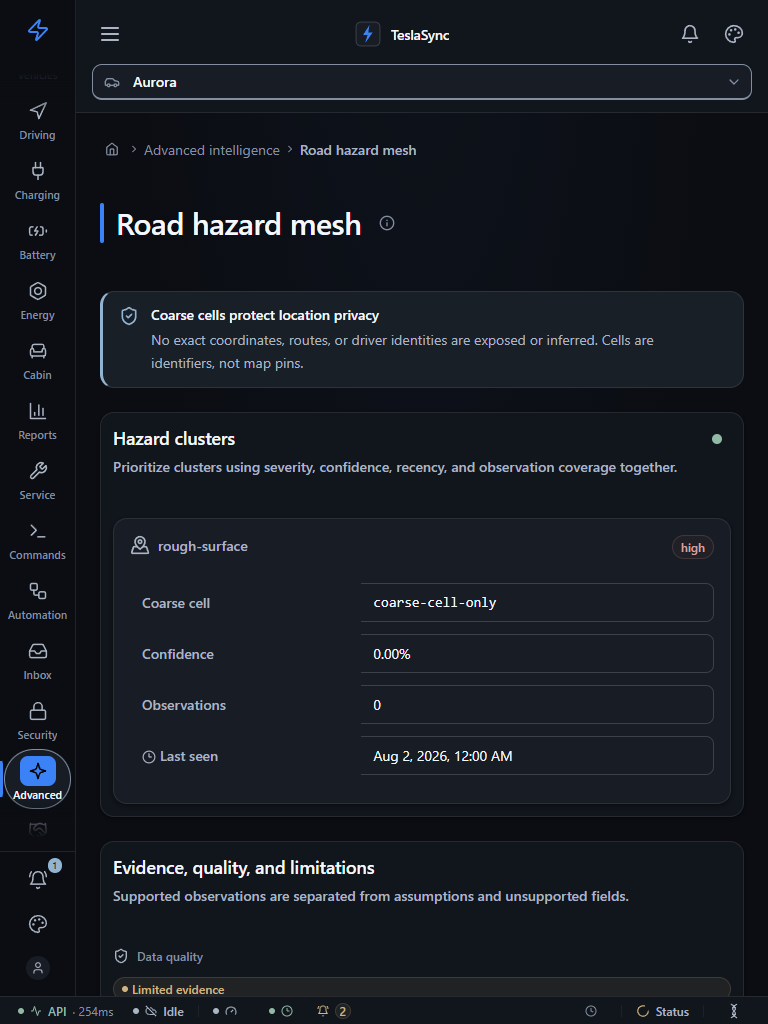 TeslaSync
Aurora
Driving
Charging
Battery
Energy
Cabin
Reports
Service
Commands
Automation
Inbox
Security
Advanced
1
Advanced intelligence
Road hazard mesh
Road hazard mesh
Coarse cells protect location privacy
No exact coordinates, routes, or driver identities are exposed or inferred. Cells are
identifiers, not map pins.
Hazard clusters
Prioritize clusters using severity, confidence, recency, and observation coverage together.
rough-surface
high
Coarse cell
coarse-cell-only
Confidence
0.00%
Observations
0
Last seen
Aug 2, 2026, 12:00 AM
Evidence, quality, and limitations
Supported observations are separated from assumptions and unsupported fields.
Data quality
Limited evidence
API · 254ms
Idle
2
Status